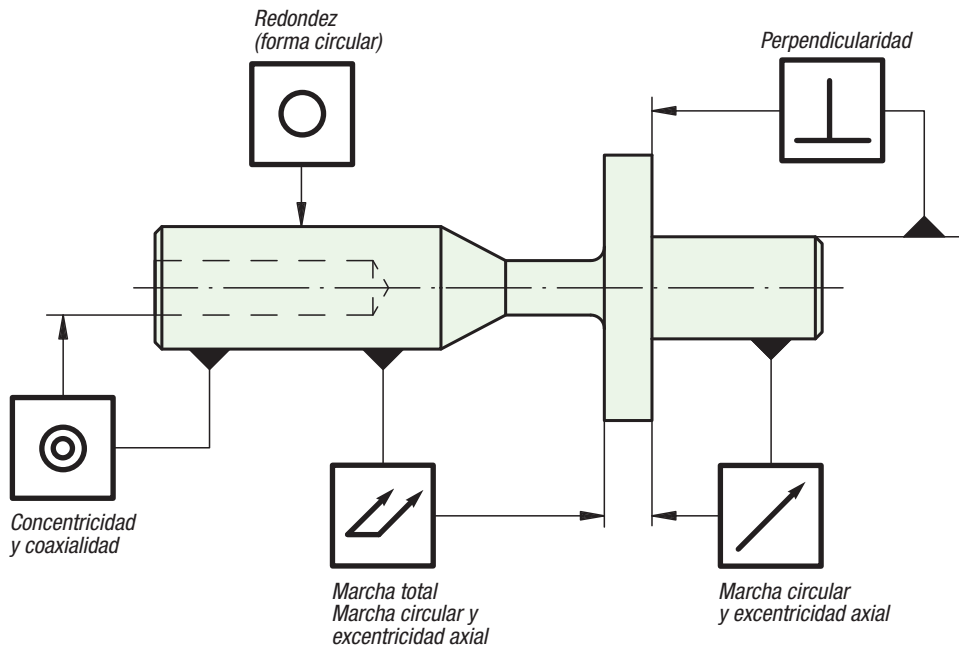 Redondez
(forma circular)
Perpendicularidad
Concentricidad
y coaxialidad
Marcha total
Marcha circular y
excentricidad axial
Marcha circular
y excentricidad axial